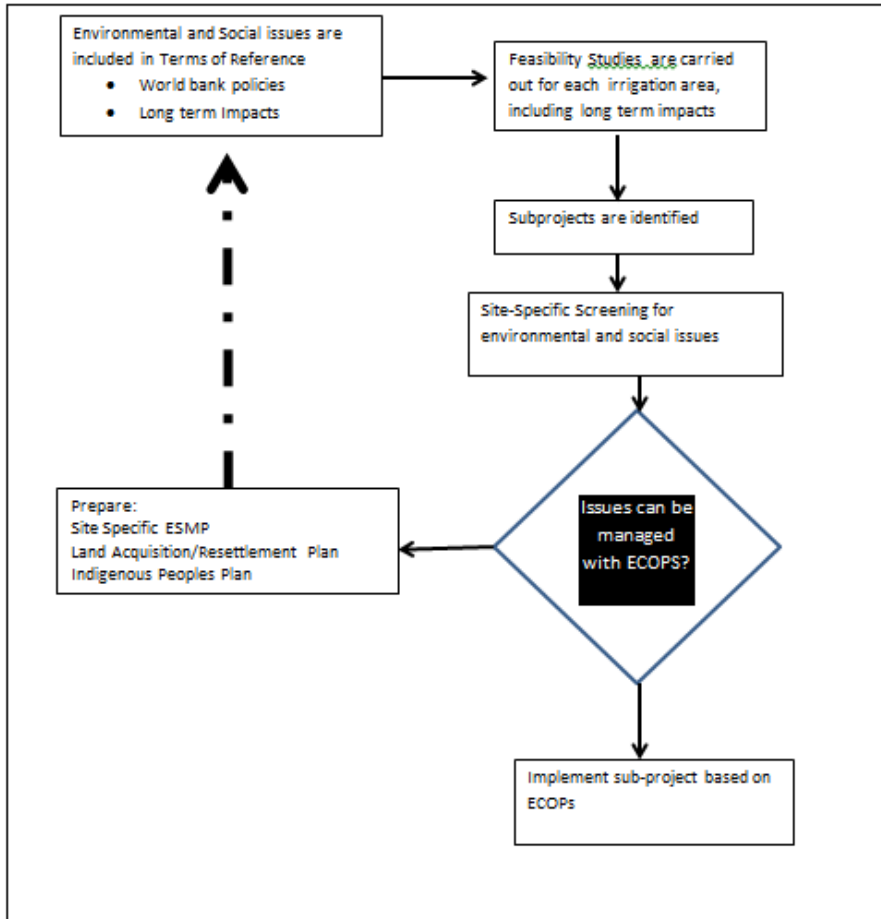 Environmental and Social issues are
included in Terms of Reference
• World bank policies
• Long term Impacts
Feasibility Studies are carried
out for each irrigation area,
including long term impacts
Subprojects are identified
Site-Specific Screening for
environmental and social issues
Issues can be
managed
with ECOPS?
Prepare:
Site Specific ESMP
Land Acquisition/Resettlement Plan
Indigenous Peoples Plan
Implement sub-project based on
ECOPs